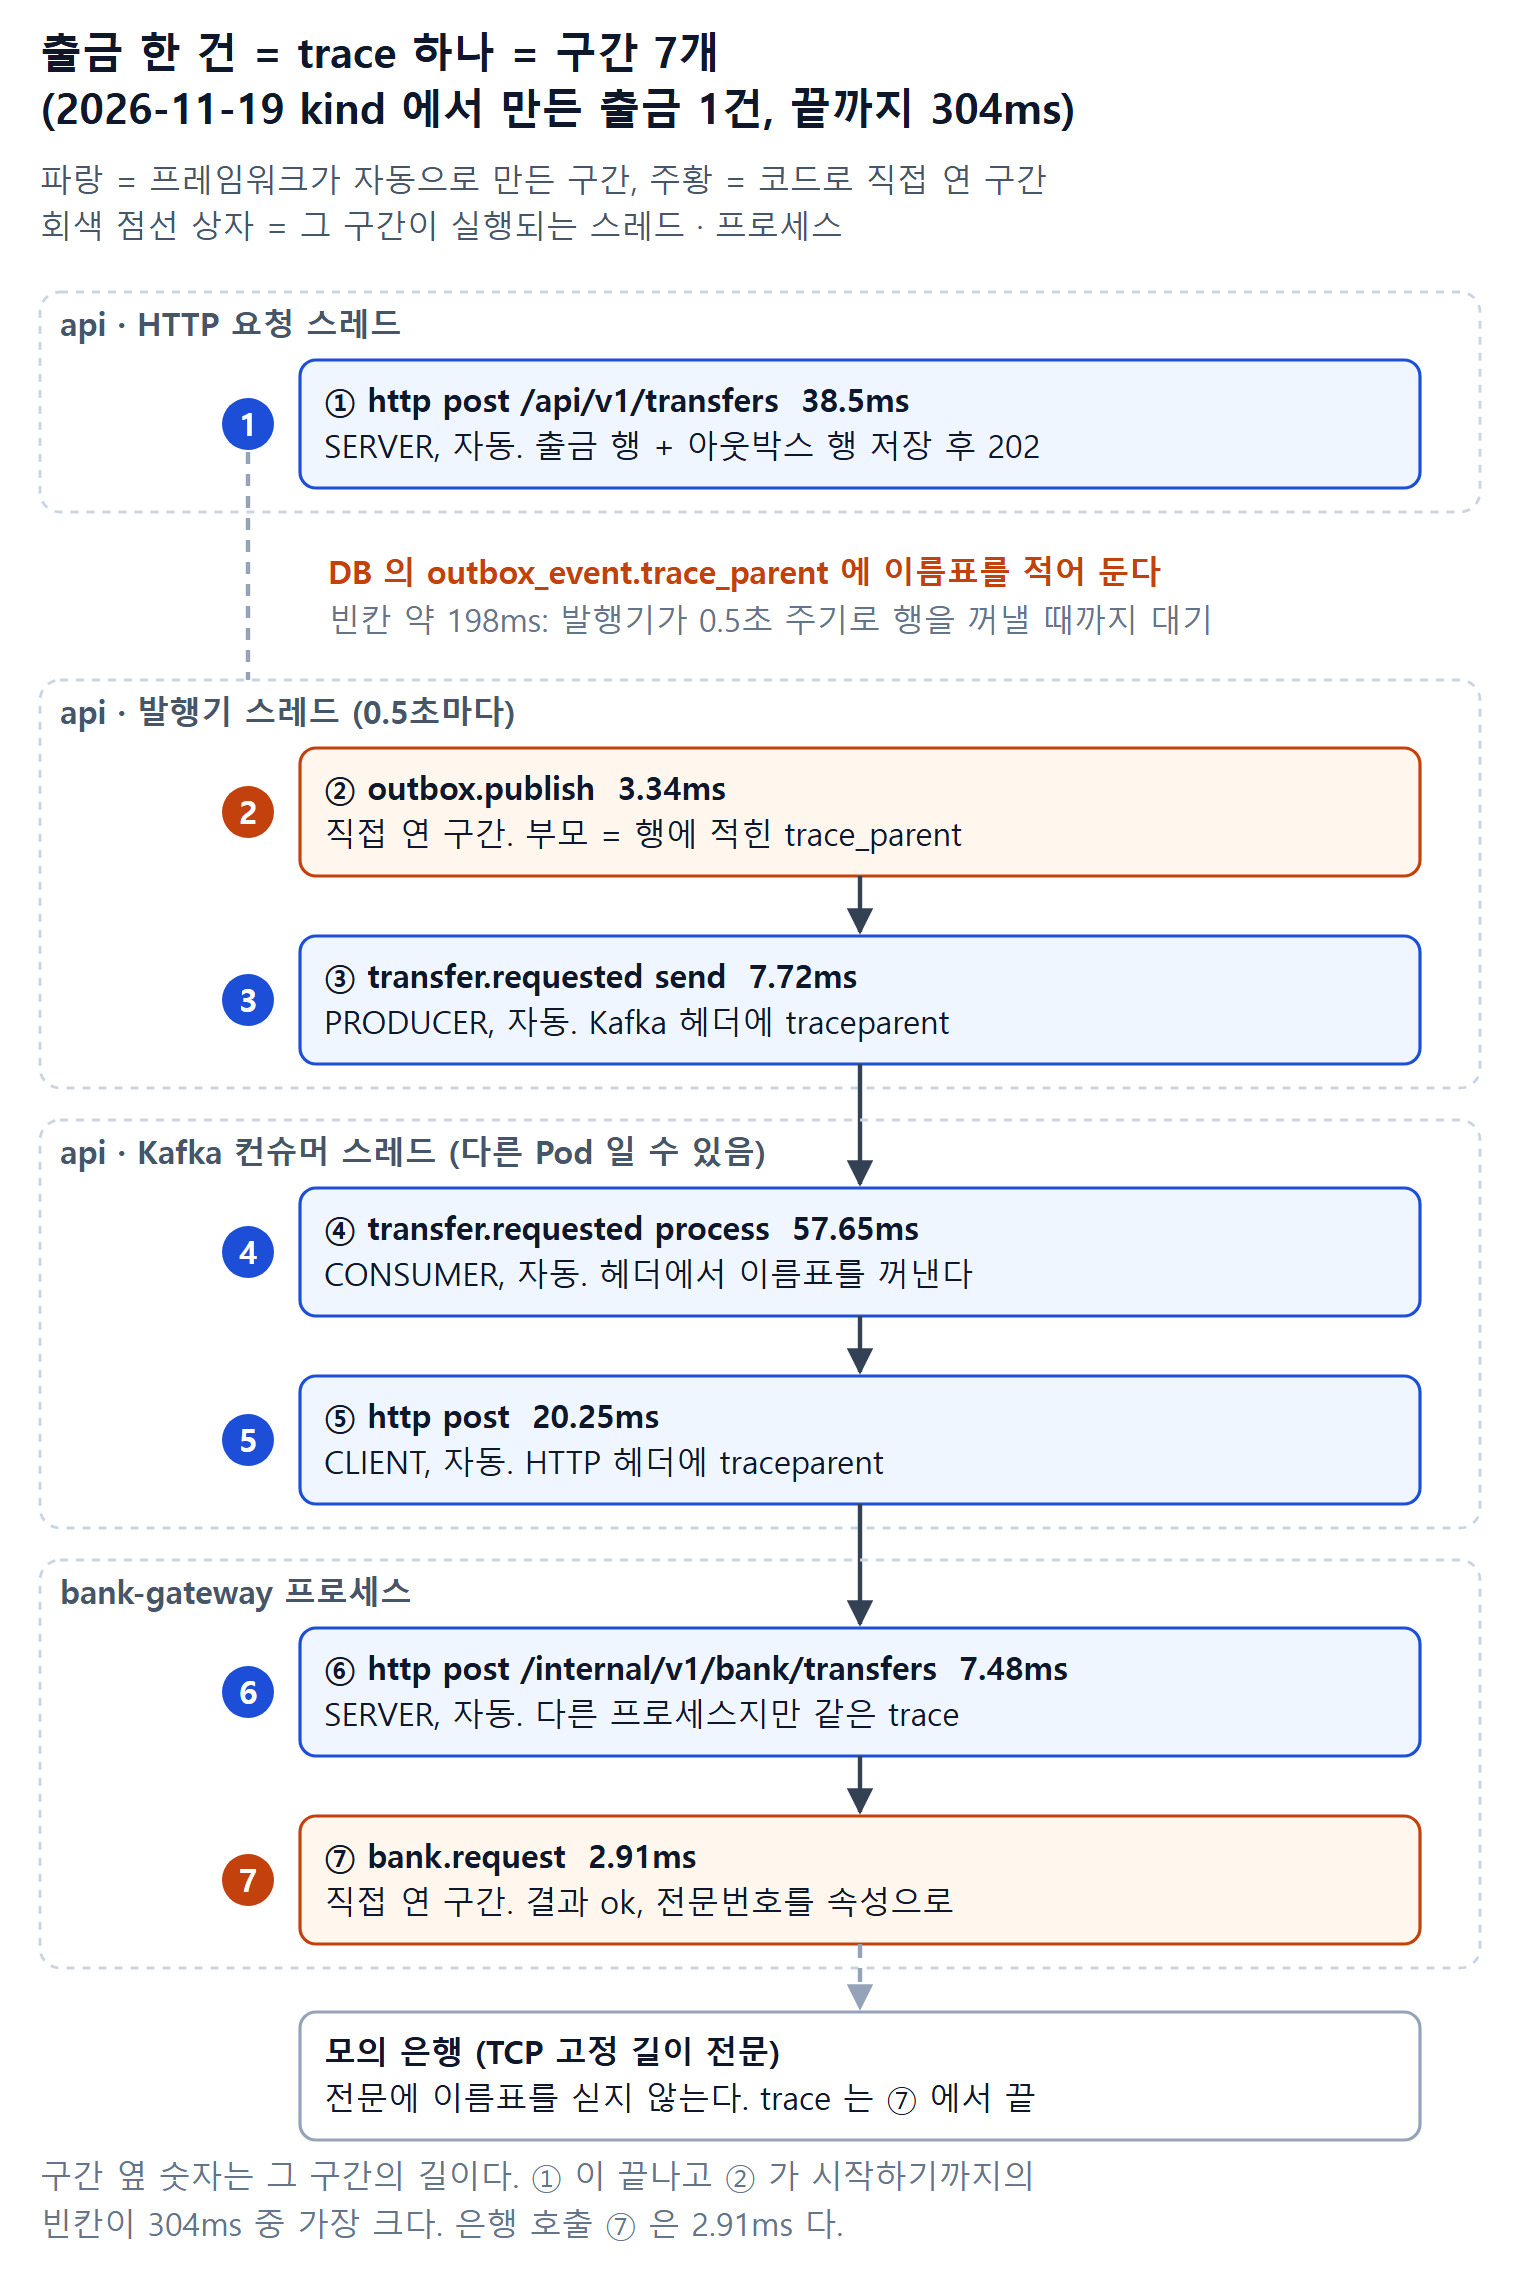 출금 한 건 = trace 하나 = 구간 7개
(2026-11-19 kind 에서 만든 출금 1건, 끝까지 304ms)
파랑 = 프레임워크가 자동으로 만든 구간, 주황 = 코드로 직접 연 구간
회색 점선 상자 = 그 구간이 실행되는 스레드 · 프로세스
api · HTTP 요청 스레드
1
① http post /api/v1/transfers 38.5ms
SERVER, 자동. 출금 행 + 아웃박스 행 저장 후 202
DB 의 outbox_event.trace_parent 에 이름표를 적어 둔다
빈칸 약 198ms: 발행기가 0.5초 주기로 행을 꺼낼 때까지 대기
api · 발행기 스레드 (0.5초마다)
2
② outbox.publish 3.34ms
직접 연 구간. 부모 = 행에 적힌 trace_parent
3
③ transfer.requested send 7.72ms
PRODUCER, 자동. Kafka 헤더에 traceparent
api · Kafka 컨슈머 스레드 (다른 Pod 일 수 있음)
4
④ transfer.requested process 57.65ms
CONSUMER, 자동. 헤더에서 이름표를 꺼낸다
5
⑤ http post 20.25ms
CLIENT, 자동. HTTP 헤더에 traceparent
bank-gateway 프로세스
6
⑥ http post /internal/v1/bank/transfers 7.48ms
SERVER, 자동. 다른 프로세스지만 같은 trace
7
⑦ bank.request 2.91ms
직접 연 구간. 결과 ok, 전문번호를 속성으로
모의 은행 (TCP 고정 길이 전문)
전문에 이름표를 싣지 않는다. trace 는 ⑦ 에서 끝
구간 옆 숫자는 그 구간의 길이다. ① 이 끝나고 ② 가 시작하기까지의
빈칸이 304ms 중 가장 크다. 은행 호출 ⑦ 은 2.91ms 다.